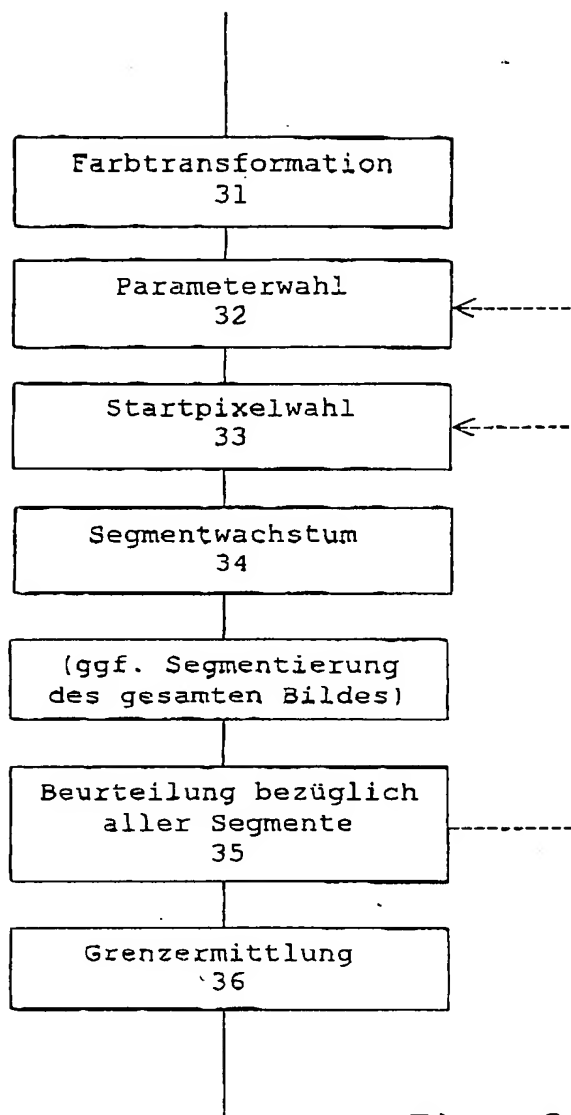 Farbtransformation
31
Parameterwahl
32
Startpixelwahl
33
Segmentwachstum
34
(ggf. Segmentierung
des gesamten Bildes)
Beurteilung bezüglich
aller Segmente
35
Grenzermittlung
36